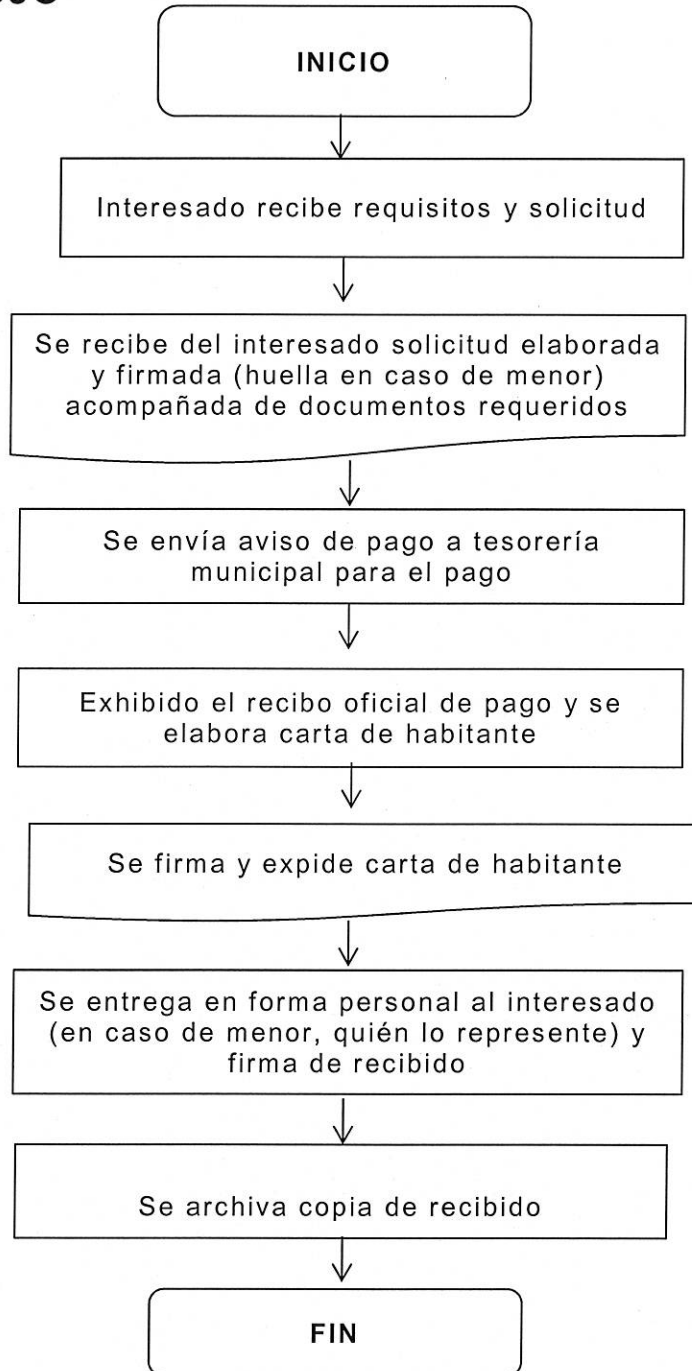 INICIO
Interesado recibe requisitos y solicitud
Se recibe del interesado solicitud elaborada
y firmada (huella en caso de menor)
acompañada de documentos requeridos
Se envía aviso de pago a tesorería
municipal para el pago
Exhibido el recibo oficial de pago y se
elabora carta de habitante
Se firma y expide carta de habitante
Se entrega en forma personal al interesado
(en caso de menor, quién lo represente) y
firma de recibido
Se archiva copia de recibido
FIN